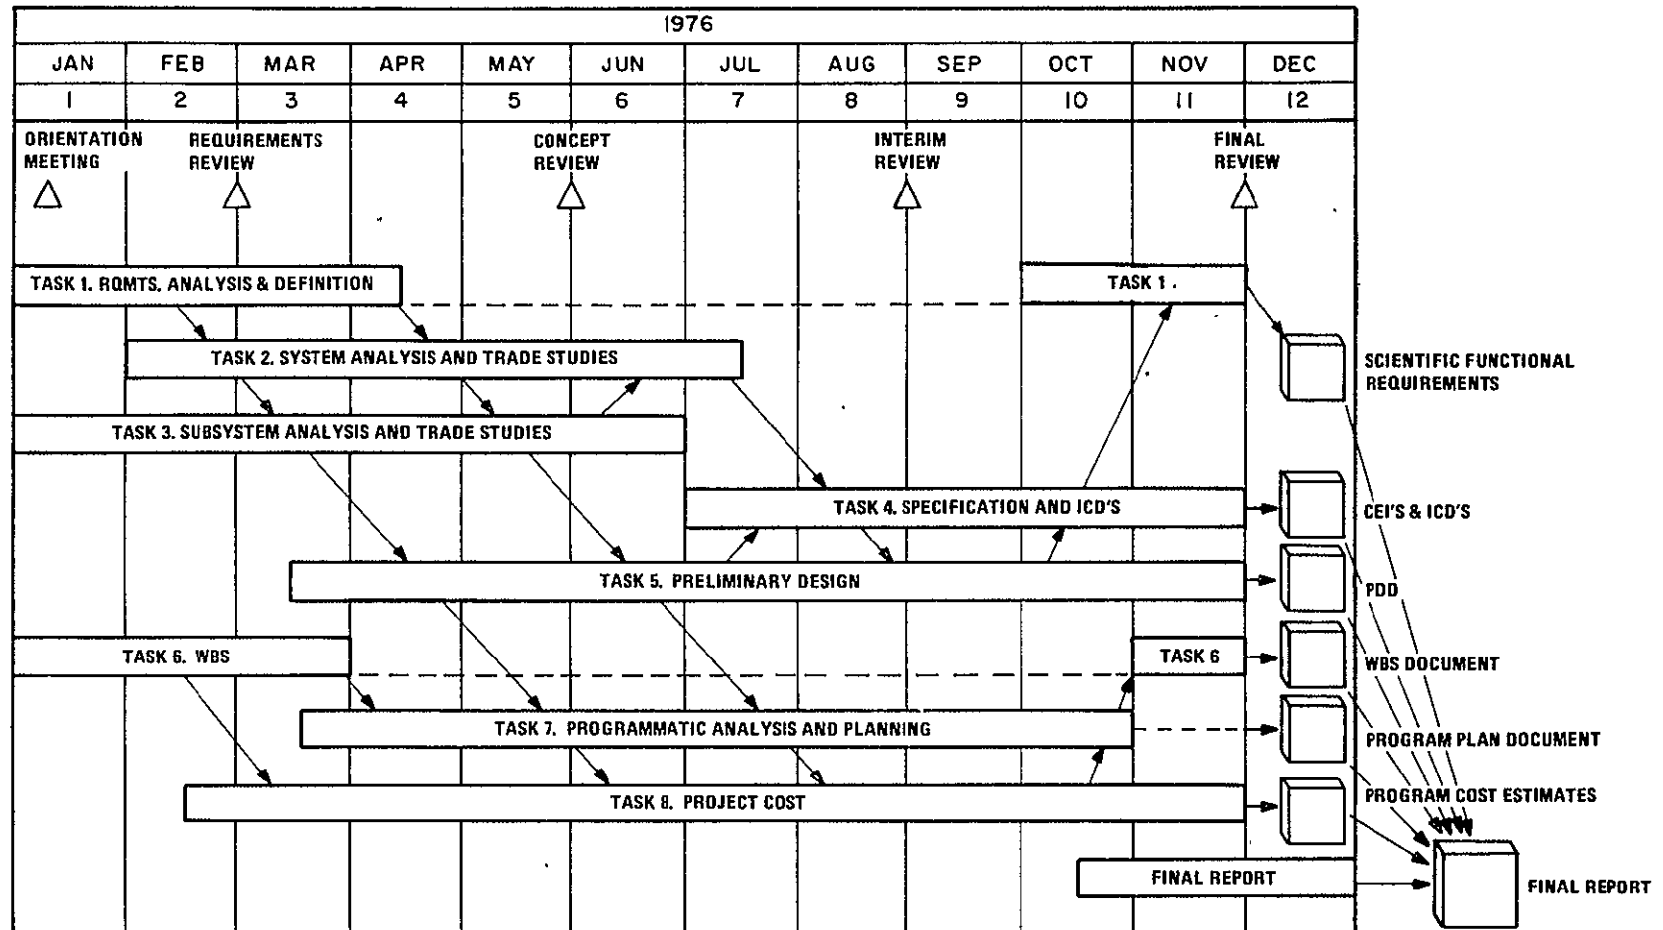 1976
JAN FEB MAR APR MAY JUN JUL AUG SEP OCT NOV DEC
1 2 3 4 5 6 7 8 9 10 11 12
ORIENTATION
MEETING
REQUIREMENTS
REVIEW
CONCEPT
REVIEW
INTERIM
REVIEW
FINAL
REVIEW
TASK 1. RQMTS. ANALYSIS & DEFINITION
TASK 1 .
TASK 2. SYSTEM ANALYSIS AND TRADE STUDIES
SCIENTIFIC FUNCTIONAL
REQUIREMENTS
TASK 3. SUBSYSTEM ANALYSIS AND TRADE STUDIES
TASK 4. SPECIFICATION AND ICD'S
CEI'S & ICD'S
TASK 5. PRELIMINARY DESIGN
PDD
TASK 6. WBS
TASK 6
WBS DOCUMENT
TASK 7. PROGRAMMATIC ANALYSIS AND PLANNING
PROGRAM PLAN DOCUMENT
TASK 8. PROJECT COST
PROGRAM COST ESTIMATES
FINAL REPORT
FINAL REPORT